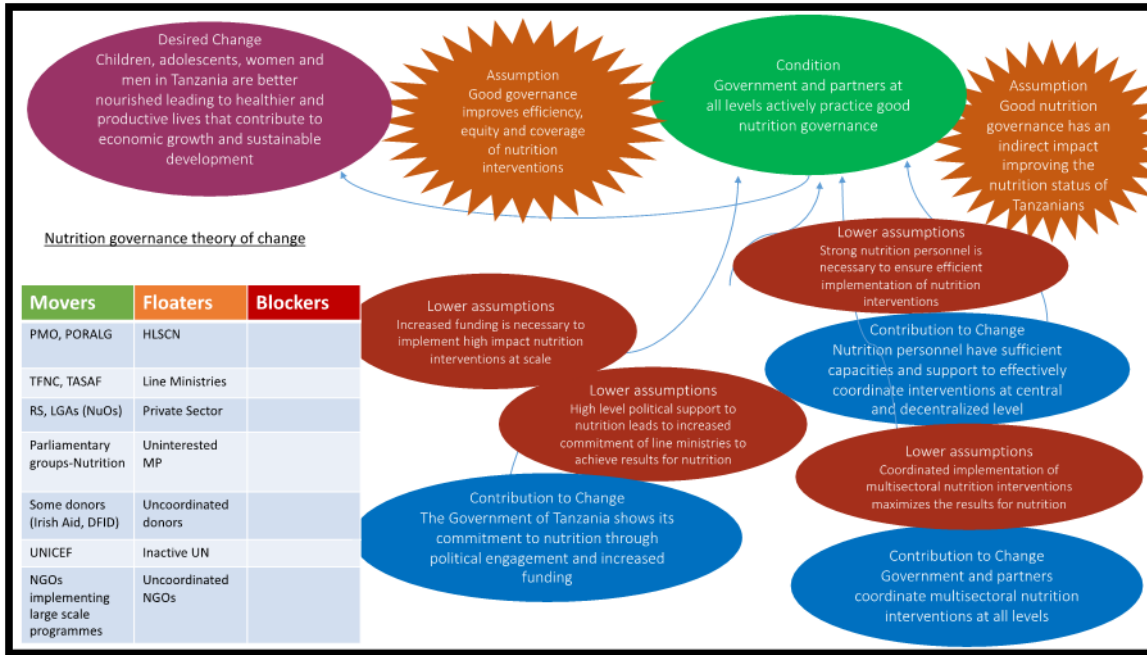 Desired Change
Children, adolescents, women and
men in Tanzania are better
nourished leading to healthier and
productive lives that contribute to
economic growth and sustainable
development
Assumption
Good governance
improves efficiency,
equity and coverage
of nutrition
interventions
Condition
Government and partners at
all levels actively practice good
nutrition governance
Assumption
Good nutrition
governance has an
indirect impact
improving the
nutrition status of
Tanzanians
Nutrition governance theory of change
Movers Floaters Blockers
PMO, PORALG HLSCN
TFNC, TASAF Line Ministries
RS, LGAs (NuOs) Private Sector
Parliamentary Uninterested
groups-Nutrition MP
Some donors Uncoordinated
(Irish Aid, DFID) donors
UNICEF Inactive UN
NGOs Uncoordinated
implementing NGOs
large scale
programmes
Lower assumptions
Increased funding is necessary to
implement high impact nutrition
interventions at scale
Lower assumptions
High level political support to
nutrition leads to increased
commitment of line ministries to
achieve results for nutrition
Contribution to Change
The Government of Tanzania shows its
commitment to nutrition through
political engagement and increased
funding
Lower assumptions
Strong nutrition personnel is
necessary to ensure efficient
implementation of nutrition
interventions
Contribution to Change
Nutrition personnel have sufficient
capacities and support to effectively
coordinate interventions at central
and decentralized level
Lower assumptions
Coordinated implementation of
multisectoral nutrition interventions
maximizes the results for nutrition
Contribution to Change
Government and partners
coordinate multisectoral nutrition
interventions at all levels